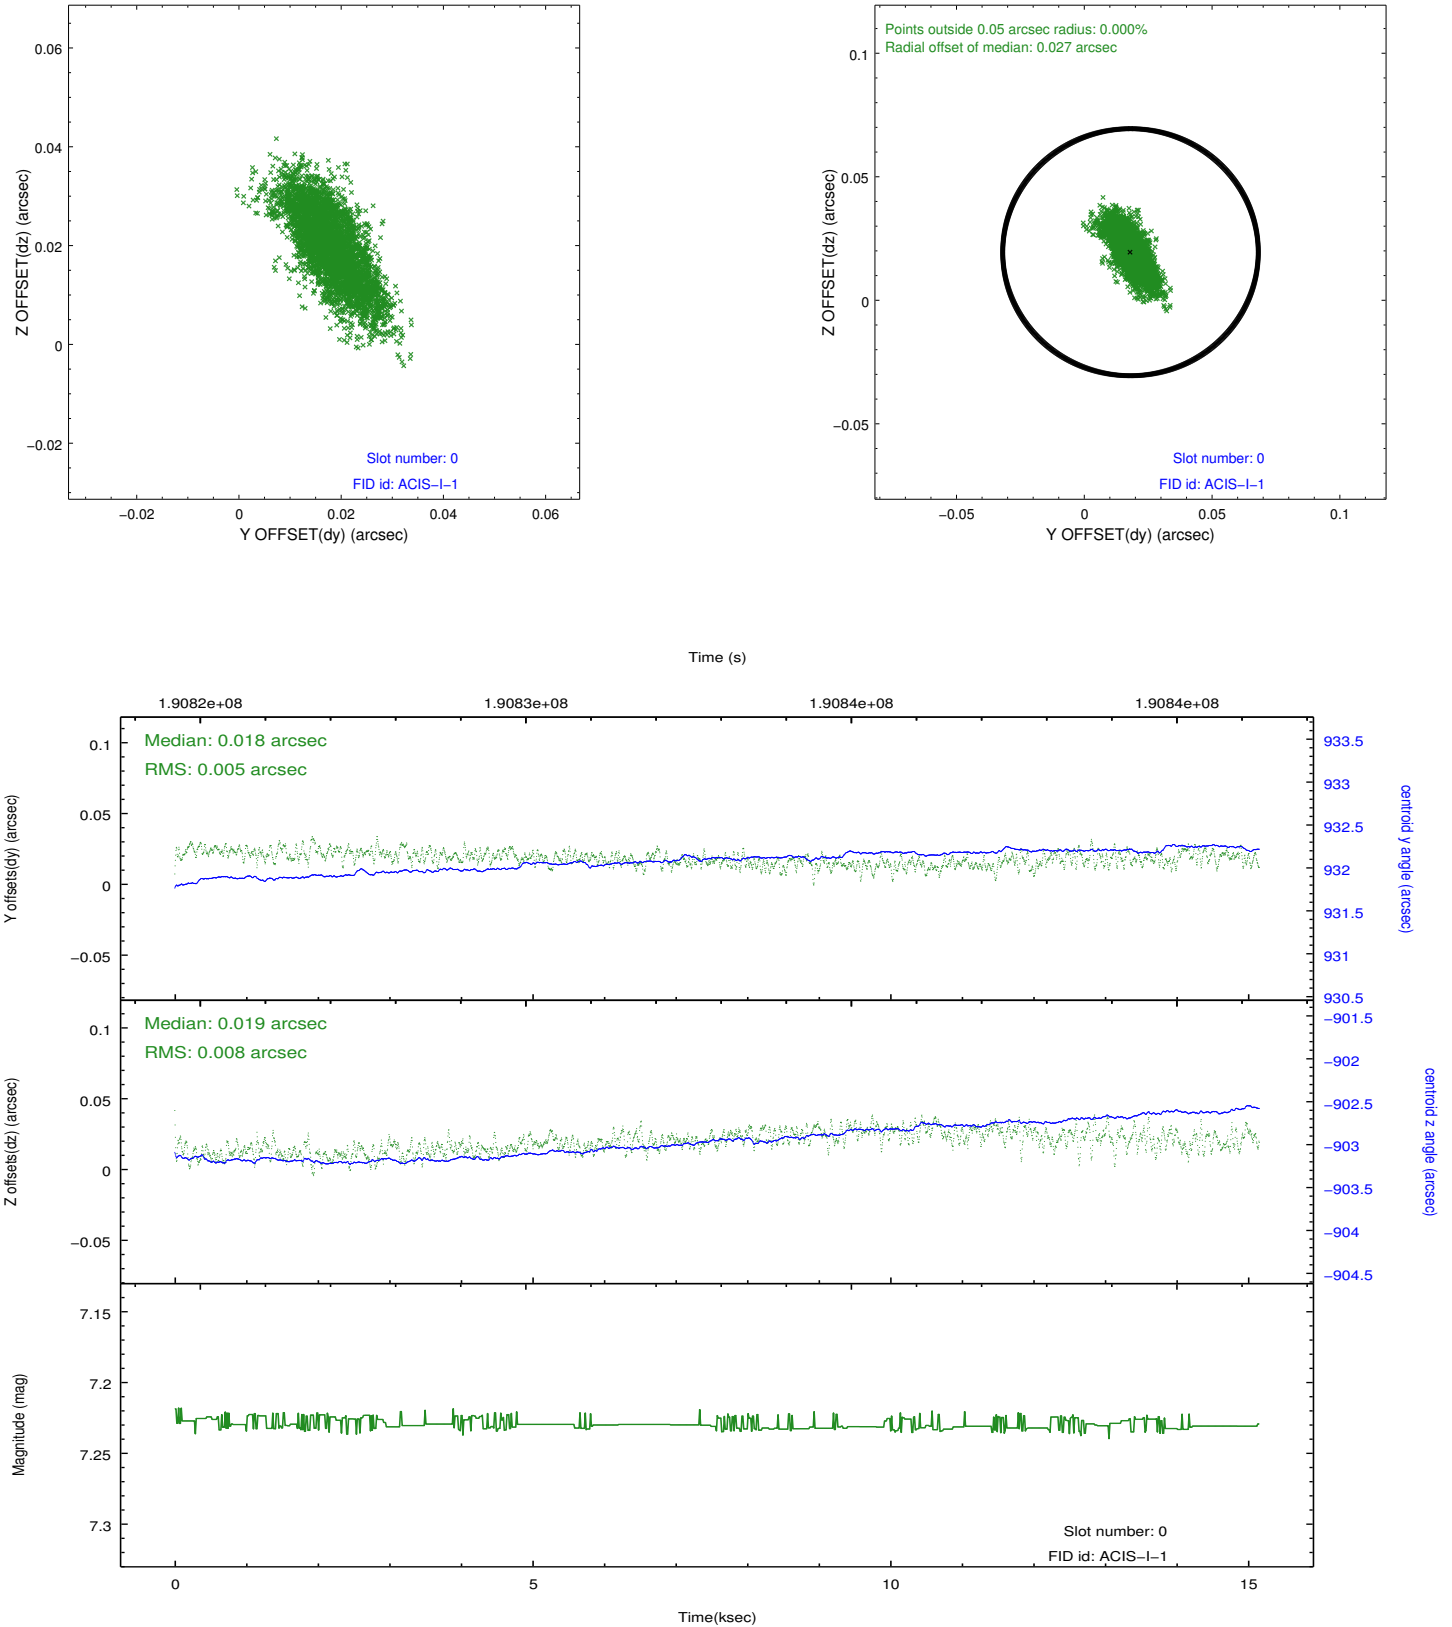 0.06
0.04
0.02
0
−0.02
Z OFFSET(dz) (arcsec)
Slot number: 0
FID id: ACIS−I−1
−0.02 0 0.02 0.04 0.06
Y OFFSET(dy) (arcsec)
Points outside 0.05 arcsec radius: 0.000%
Radial offset of median: 0.027 arcsec
0.1
0.05
0
−0.05
Z OFFSET(dz) (arcsec)
Slot number: 0
FID id: ACIS−I−1
−0.05 0 0.05 0.1
Y OFFSET(dy) (arcsec)
Time (s)
1.9082e+08 1.9083e+08 1.9084e+08 1.9084e+08
Median: 0.018 arcsec
RMS: 0.005 arcsec
0.1
0.05
0
−0.05
Y offsets(dy) (arcsec)
933.5
933
932.5
932
931.5
931
930.5
centroid y angle (arcsec)
Median: 0.019 arcsec
RMS: 0.008 arcsec
0.1
0.05
0
−0.05
Z offsets(dz) (arcsec)
−901.5
−902
−902.5
−903
−903.5
−904
−904.5
centroid z angle (arcsec)
7.15
7.2
7.25
7.3
Magnitude (mag)
Slot number: 0
FID id: ACIS−I−1
0 5 10 15
Time(ksec)